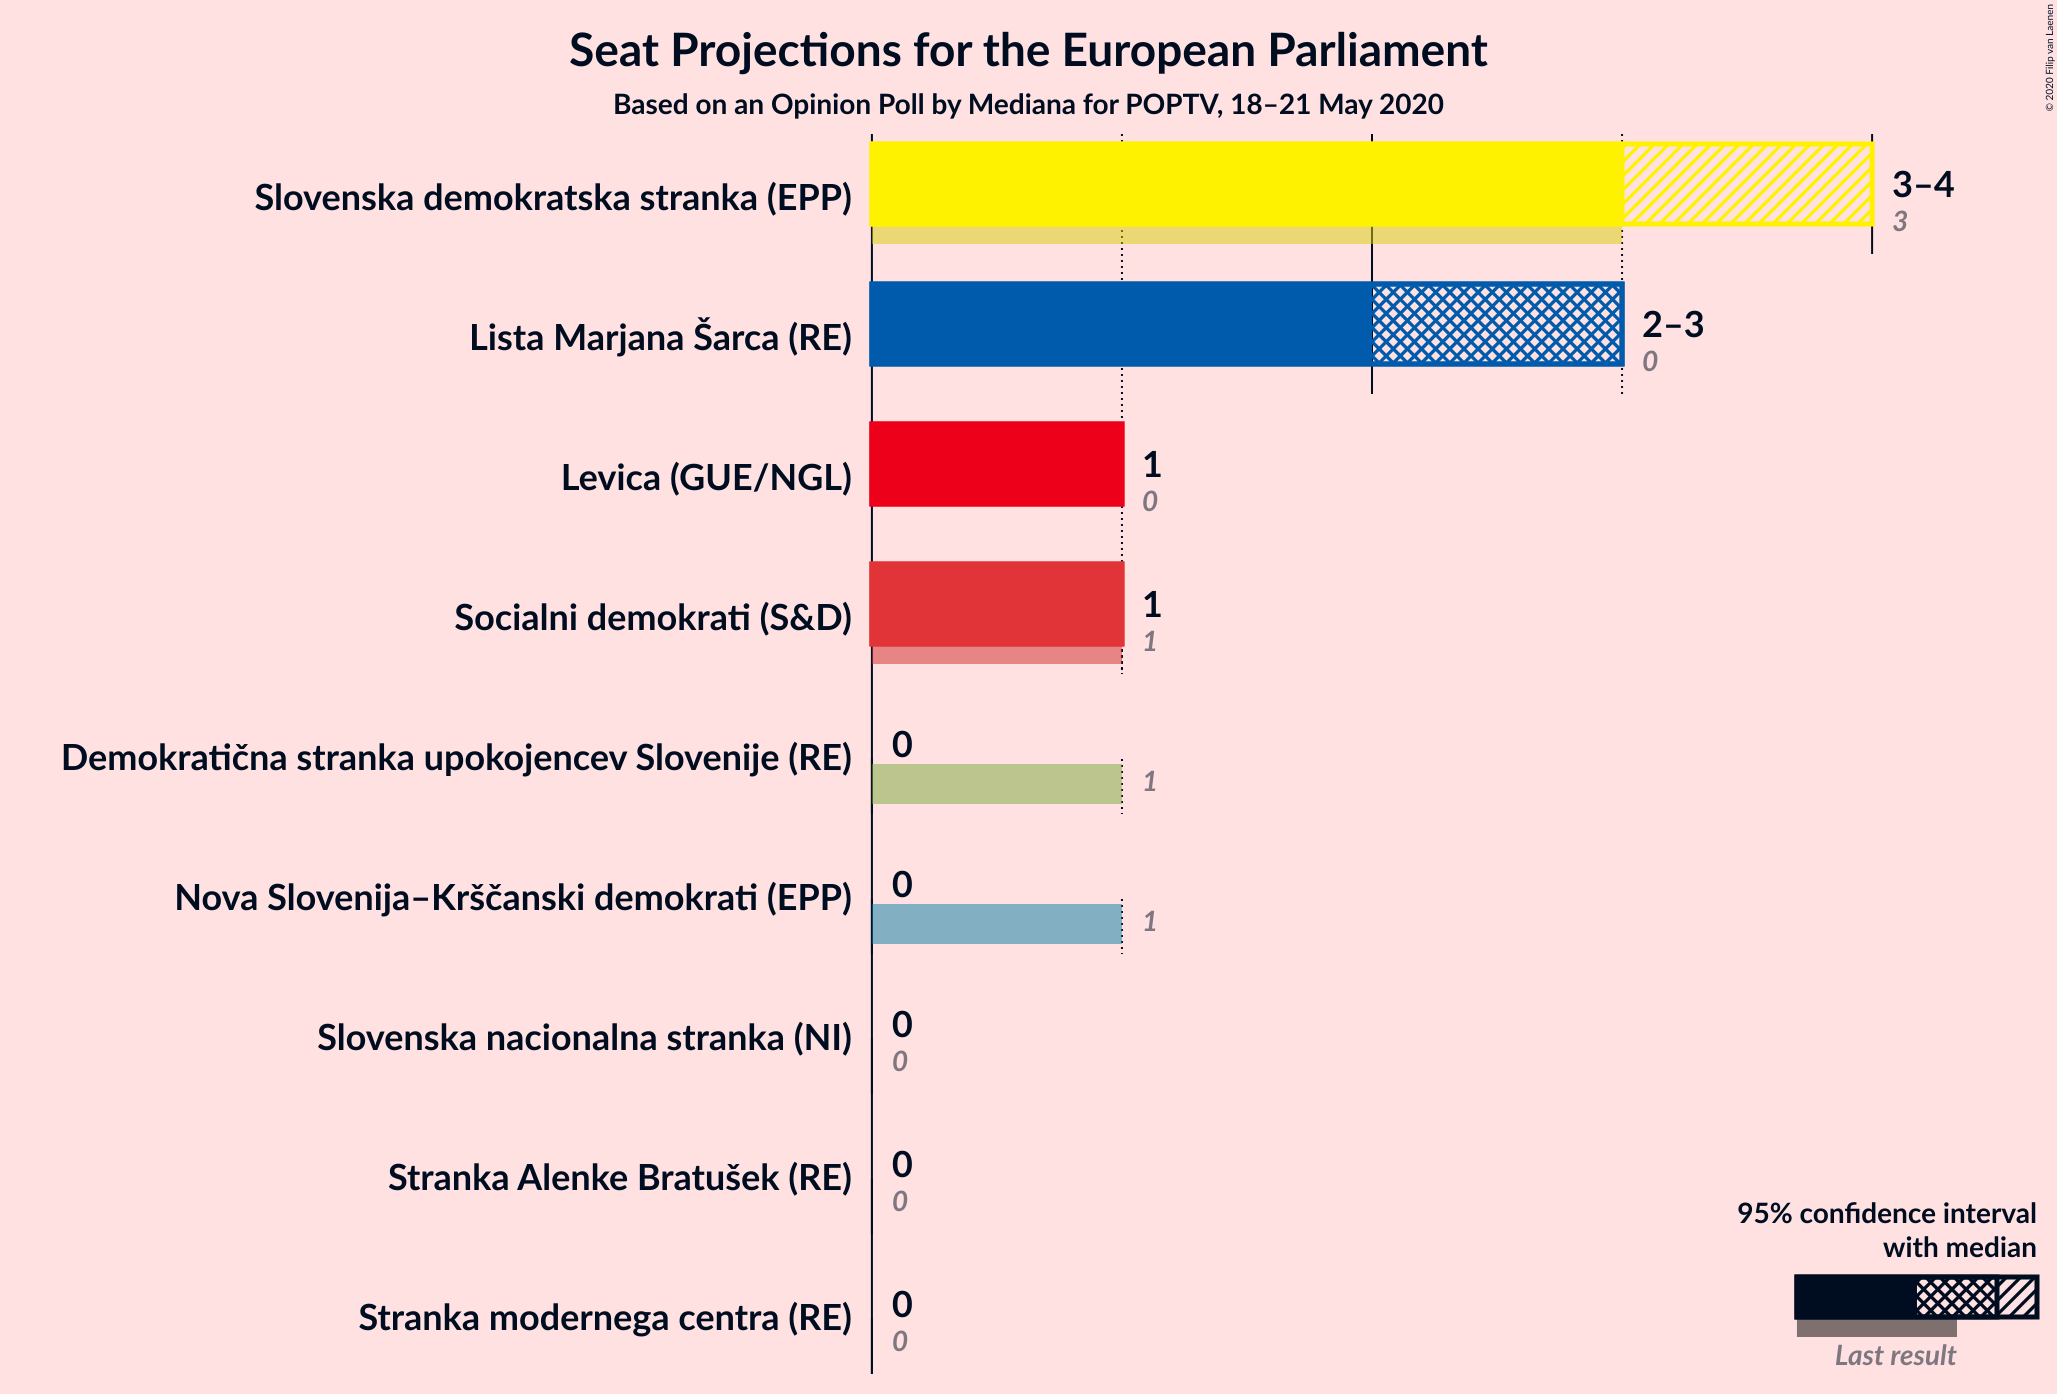 Seat Projections for the European Parliament
Based on an Opinion Poll by Mediana for POPTV, 18–21 May 2020
© 2020 Filip van Laenen
Slovenska demokratska stranka (EPP)
3–4
3
Lista Marjana Šarca (RE)
2–3
0
Levica (GUE/NGL)
1
0
Socialni demokrati (S&D)
1
1
Demokratična stranka upokojencev Slovenije (RE)
0
1
Nova Slovenija–Krščanski demokrati (EPP)
0
1
Slovenska nacionalna stranka (NI)
0
0
Stranka Alenke Bratušek (RE)
0
0
Stranka modernega centra (RE)
0
0
95% confidence interval
with median
Last result